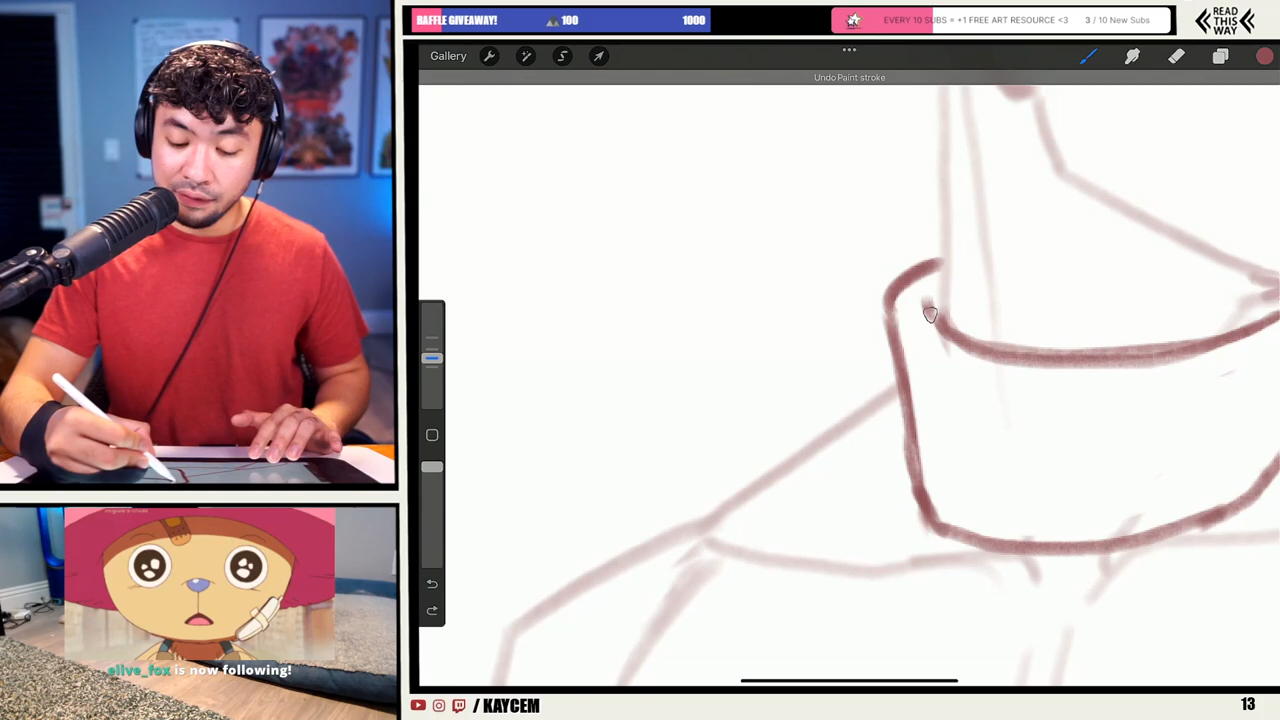 RAFFLE GIVEAWAY! 100 1000
EVERY 10 SUBS = +1 FREE ART RESOURCE <3 3 / 10 New Subs
READ
THIS
WAY
Gallery
Undo Paint stroke
elive_fox is now following!
/ KAYCEM
13